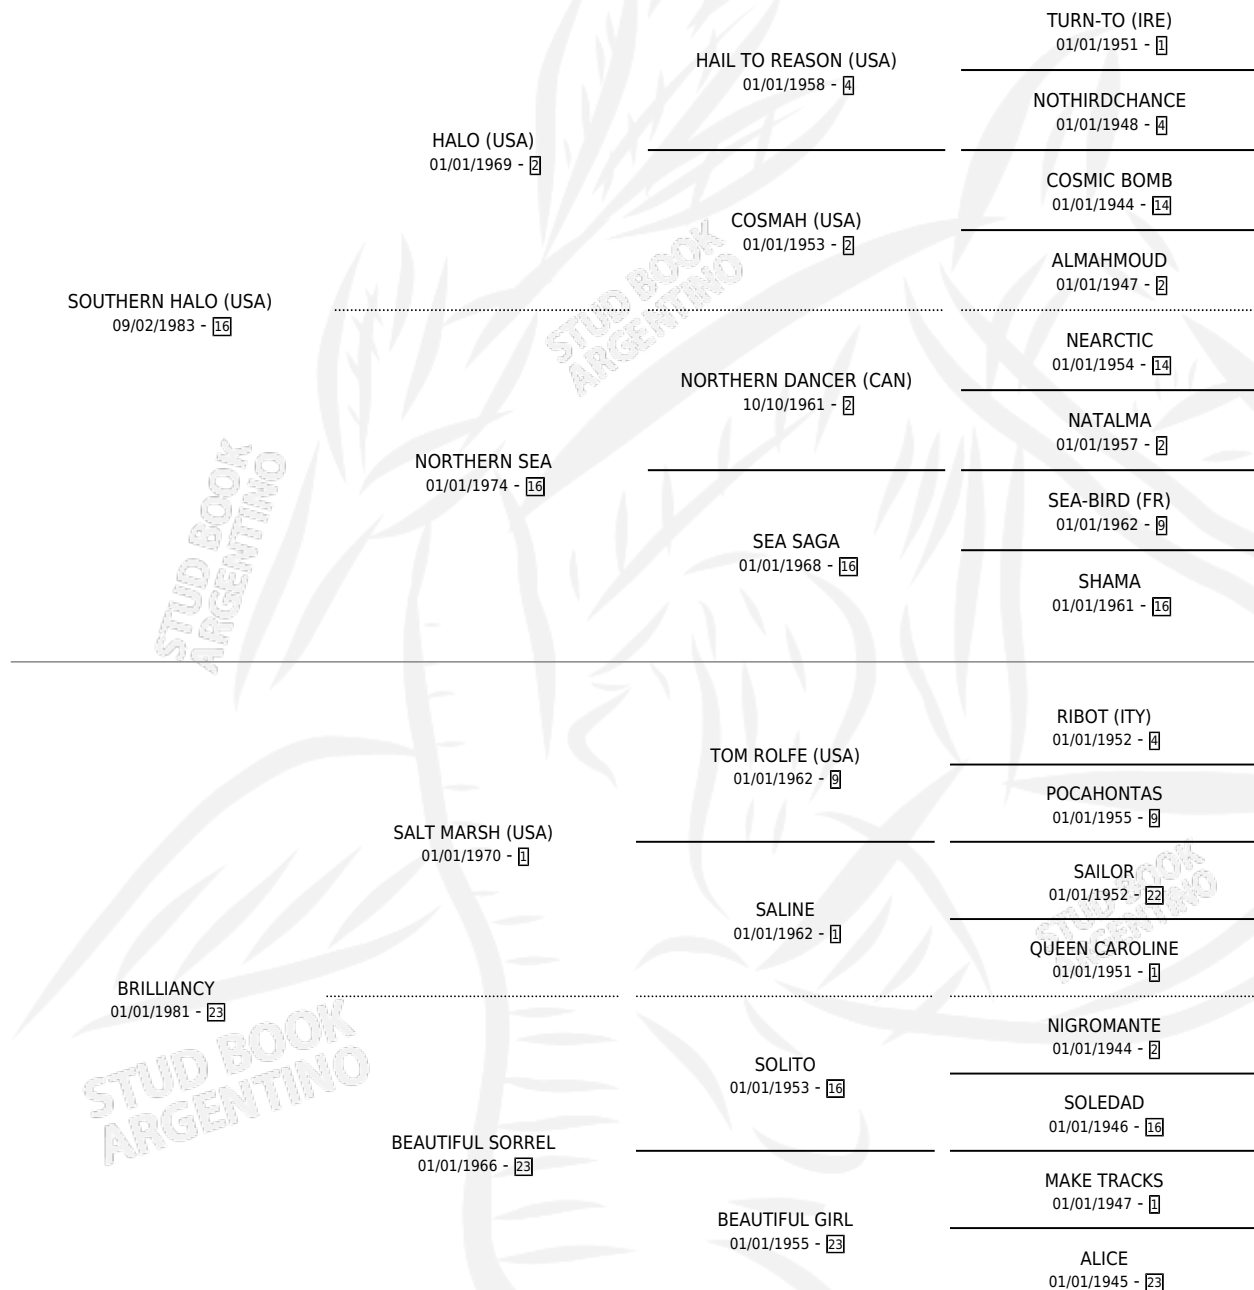 SOUTHERN HALO (USA)
09/02/1983 - 16
HALO (USA)
01/01/1969 - 2
HAIL TO REASON (USA)
01/01/1958 - 4
TURN-TO (IRE)
01/01/1951 - 1
NOTHIRDCHANCE
01/01/1948 - 4
COSMAH (USA)
01/01/1953 - 2
COSMIC BOMB
01/01/1944 - 14
ALMAHMOUD
01/01/1947 - 2
NORTHERN SEA
01/01/1974 - 16
NORTHERN DANCER (CAN)
10/10/1961 - 2
NEARCTIC
01/01/1954 - 14
NATALMA
01/01/1957 - 2
SEA SAGA
01/01/1968 - 16
SEA-BIRD (FR)
01/01/1962 - 9
SHAMA
01/01/1961 - 16
BRILLIANCY
01/01/1981 - 23
SALT MARSH (USA)
01/01/1970 - 1
TOM ROLFE (USA)
01/01/1962 - 9
RIBOT (ITY)
01/01/1952 - 4
POCAHONTAS
01/01/1955 - 9
SALINE
01/01/1962 - 1
SAILOR
01/01/1952 - 22
QUEEN CAROLINE
01/01/1951 - 1
BEAUTIFUL SORREL
01/01/1966 - 23
SOLITO
01/01/1953 - 16
NIGROMANTE
01/01/1944 - 2
SOLEDAD
01/01/1946 - 16
BEAUTIFUL GIRL
01/01/1955 - 23
MAKE TRACKS
01/01/1947 - 1
ALICE
01/01/1945 - 23
STUD BOOK
ARGENTINO
STUD BOOK
ARGENTINO
STUD BOOK
ARGENTINO
STUD BOOK
ARGENTINO